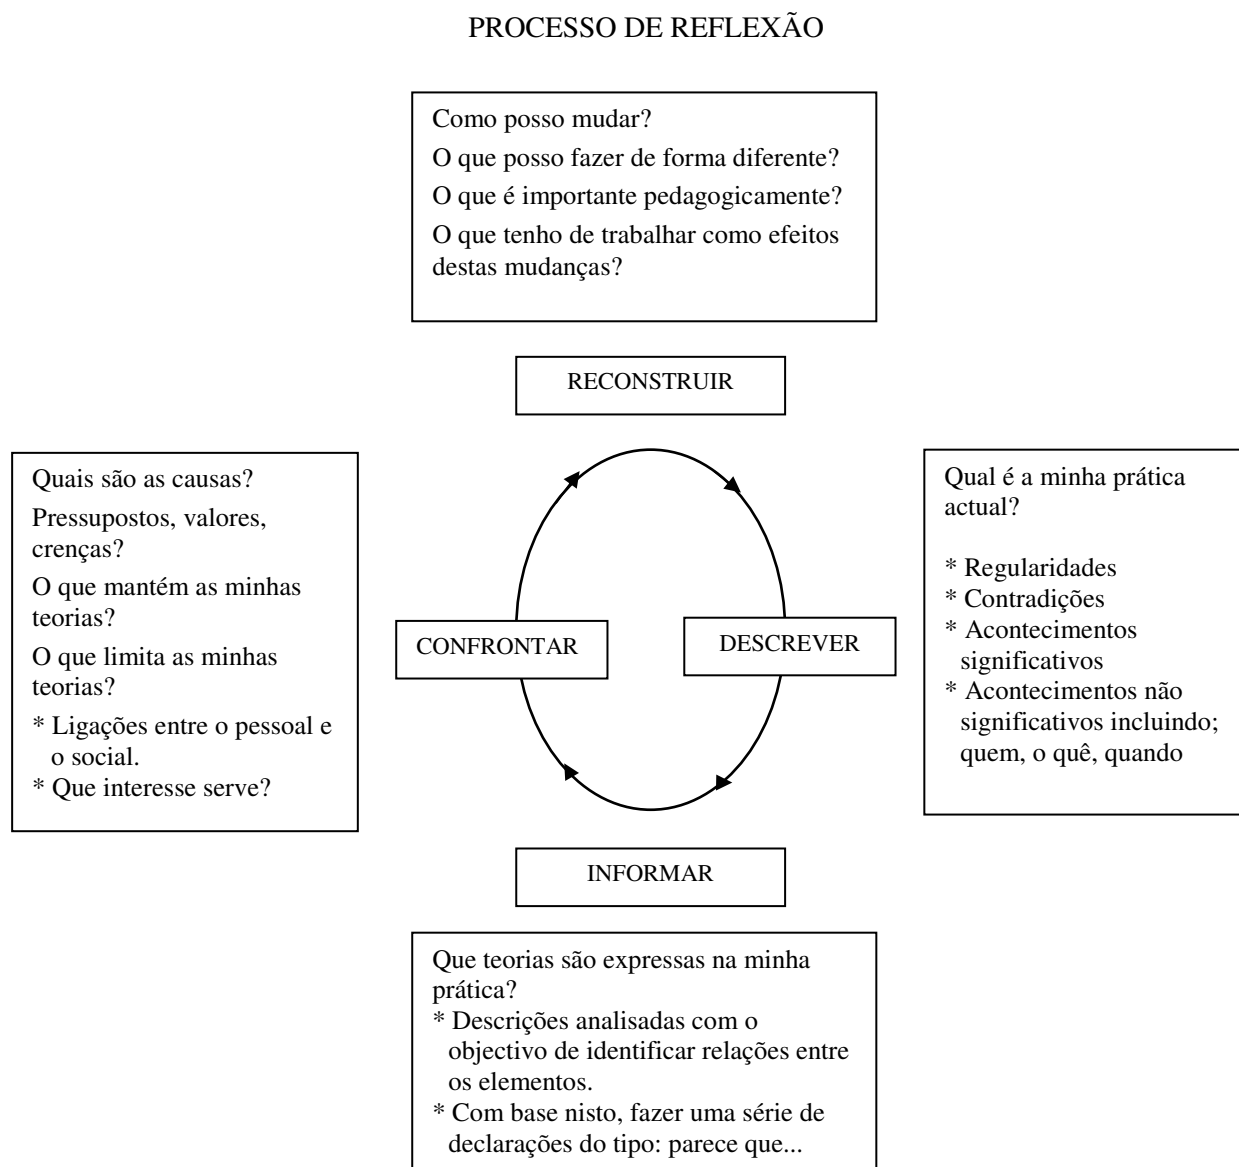 PROCESSO DE REFLEXÃO
Como posso mudar?
O que posso fazer de forma diferente?
O que é importante pedagogicamente?
O que tenho de trabalhar como efeitos
destas mudanças?
RECONSTRUIR
Quais são as causas?
Pressupostos, valores,
crenças?
O que mantém as minhas
teorias?
O que limita as minhas
teorias?
* Ligações entre o pessoal e
o social.
* Que interesse serve?
CONFRONTAR
DESCREVER
Qual é a minha prática
actual?
* Regularidades
* Contradições
* Acontecimentos
significativos
* Acontecimentos não
significativos incluindo;
quem, o quê, quando
INFORMAR
Que teorias são expressas na minha
prática?
* Descrições analisadas com o
objectivo de identificar relações entre
os elementos.
* Com base nisto, fazer uma série de
declarações do tipo: parece que...